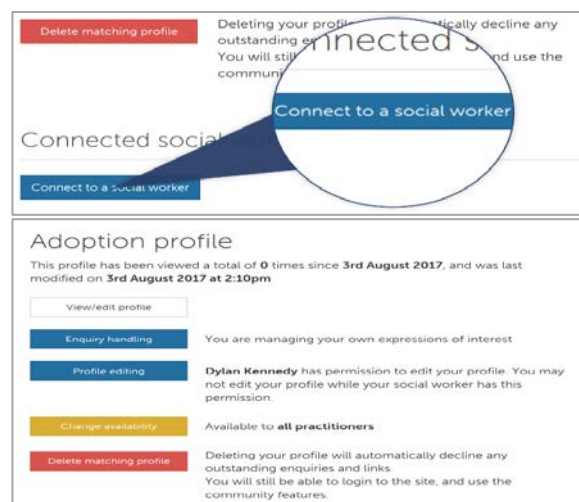 Delete matching profile
Deleting your profile automatically decline any
outstanding
You will still and use the
communi
nnected s
Connect to a social worker
Connected soci
Connect to a social worker
Adoption profile
This profile has been viewed a total of 0 times since 3rd August 2017, and was last
modified on 3rd August 2017 at 2:10pm
View/edit profile
Enquiry handling
You are managing your own expressions of interest
Profile editing
Dylan Kennedy has permission to edit your profile. You may
not edit your profile while your social worker has this
permission.
Change availability
Available to all practitioners
Delete matching profile
Deleting your profile will automatically decline any
outstanding enquiries and links.
You will still be able to login to the site, and use the
community features.